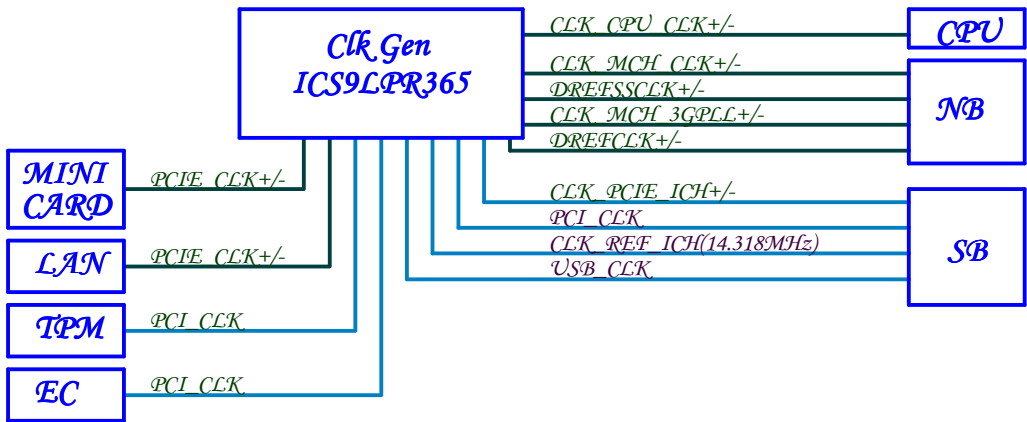 Clk Gen
ICS9LPR365
CLK_CPU_CLK+/-
CPU
CLK_MCH_CLK+/-
DREFSSCLK+/-
CLK_MCH_3GPLL+/-
DREFCLK+/-
NB
MINI
CARD
PCIE_CLK+/-
CLK_PCIE_ICH+/-
PCI_CLK
CLK_REF_ICH(14.318MHz)
USB_CLK
SB
LAN
PCIE_CLK+/-
TPM
PCI_CLK
EC
PCI_CLK